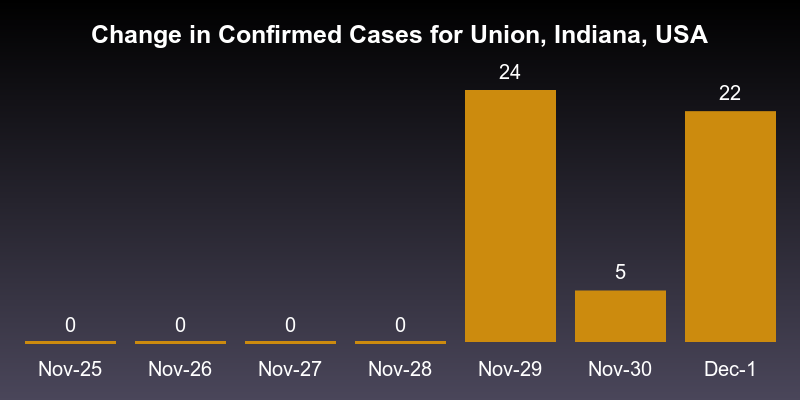 Change in Confirmed Cases for Union, Indiana, USA
24
22
5
0 0 0 0
Nov-25 Nov-26 Nov-27 Nov-28 Nov-29 Nov-30 Dec-1